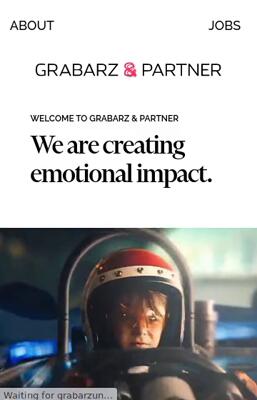 ABOUT
JOBS
GRABARZ & PARTNER
WELCOME TO GRABARZ & PARTNER
We are creating
emotional impact.
Waiting for grabarzun...